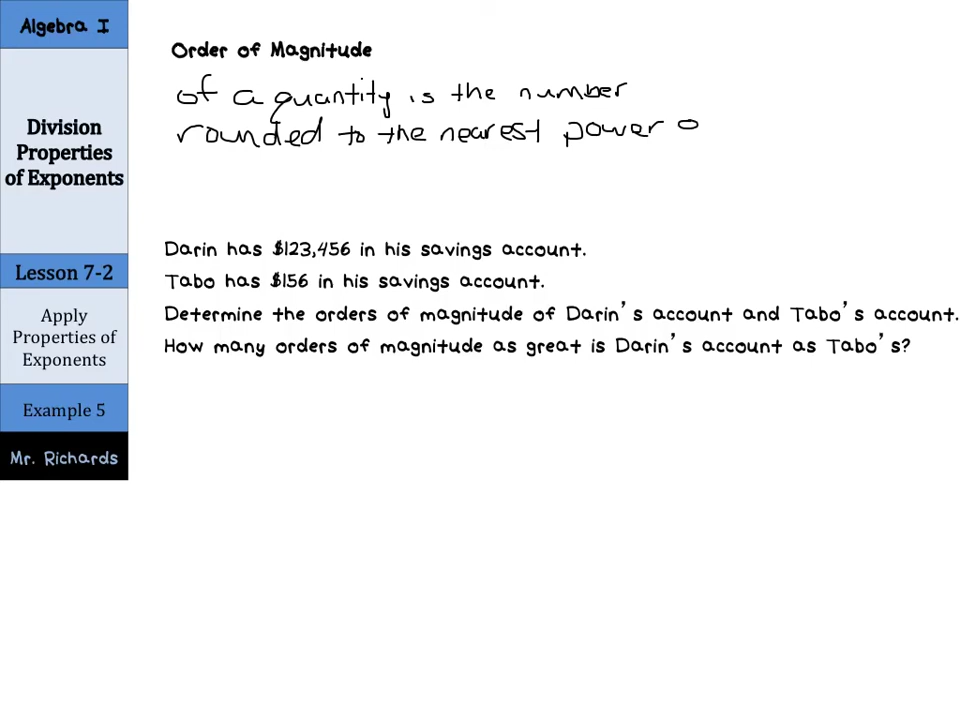 Algebra I
Division
Properties
of Exponents
Lesson 7-2
Apply
Properties of
Exponents
Example 5
Mr. Richards
Order of Magnitude
of a quantity is the number
rounded to the nearest power o
Darin has $123,456 in his savings account.
Tabo has $156 in his savings account.
Determine the orders of magnitude of Darin's account and Tabo's account.
How many orders of magnitude as great is Darin's account as Tabo's?